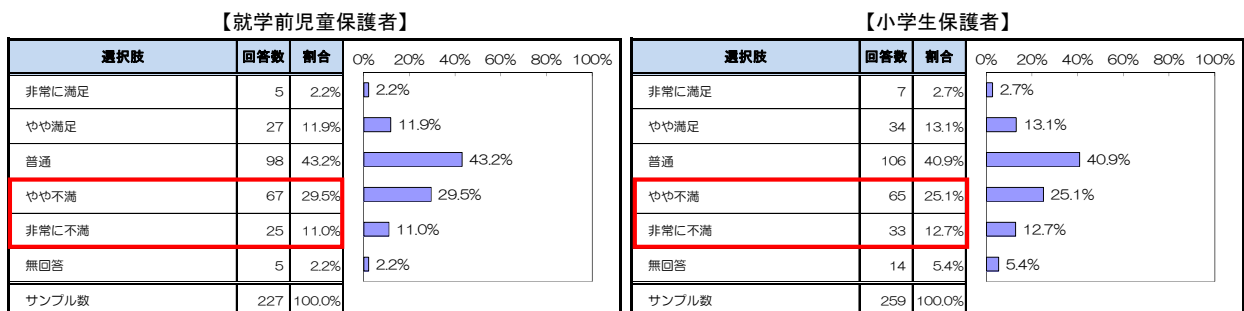 【就学前児童保護者】
選択肢 回答数 割合 0% 20% 40% 60% 80% 100%
非常に満足 5 2.2% 2.2%
やや満足 27 11.9% 11.9%
普通 98 43.2% 43.2%
やや不満 67 29.5% 29.5%
非常に不満 25 11.0% 11.0%
無回答 5 2.2% 2.2%
サンプル数 227 100.0%
【小学生保護者】
選択肢 回答数 割合 0% 20% 40% 60% 80% 100%
非常に満足 7 2.7% 2.7%
やや満足 34 13.1% 13.1%
普通 106 40.9% 40.9%
やや不満 65 25.1% 25.1%
非常に不満 33 12.7% 12.7%
無回答 14 5.4% 5.4%
サンプル数 259 100.0%